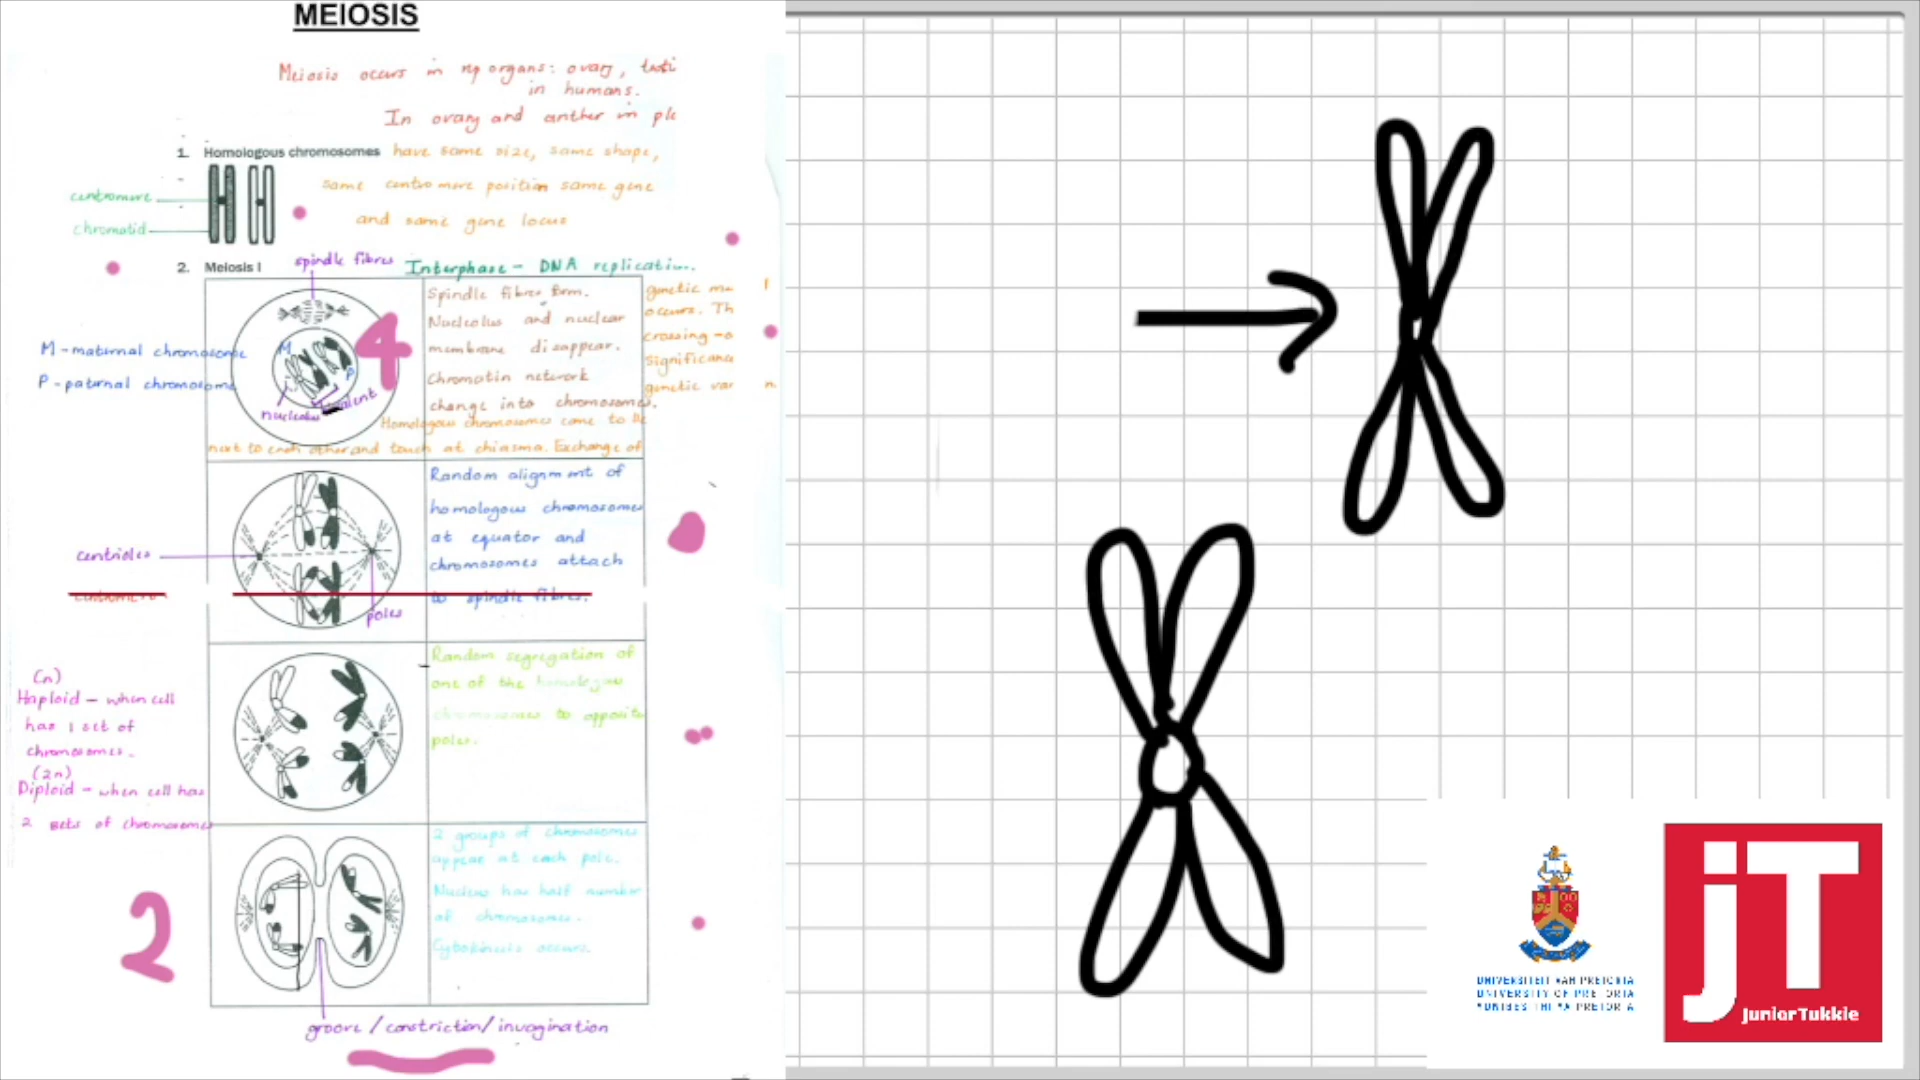 MEIOSIS
Meiosis occurs in organs: ovary,
in humans.
In ovary and anther in
1. Homologous chromosomes have same size, same shape,
same centromere position same gene
and same gene locus
centromere
chromatid
2. Meiosis I
spindle fibres
Interphase - DNA replication.
M - maternal chromosome
P - paternal chromosome
M
P
nucleolus
4
Spindle fibres form.
Nucleolus and nuclear
membrane disappear.
Chromatin network
change into chromosomes.
Homologous chromosomes come to lie
next to each other and touch at chiasma. Exchange of
genetic
occurs. Th
crossing-o
significance
genetic var
centrioles
poles
Random alignment of
homologous chromosomes
at equator and
chromosomes attach
to spindle fibres.
(n)
Haploid - when cell
has 1 set of
chromosomes.
(2n)
Diploid - when cell has
2 sets of chromosomes
Random segregation of
one of the homologous
chromosomes to opposite
poles.
2 groups of chromosomes
appear at each pole.
Nucleus has half number
of chromosomes.
Cytokinesis occurs.
2
groove / constriction / invagination
UNIVERSITEIT VAN PRETORIA
UNIVERSITY OF PRETORIA
YUNIBESITHI YA PRETORIA
jT
JuniorTukkie